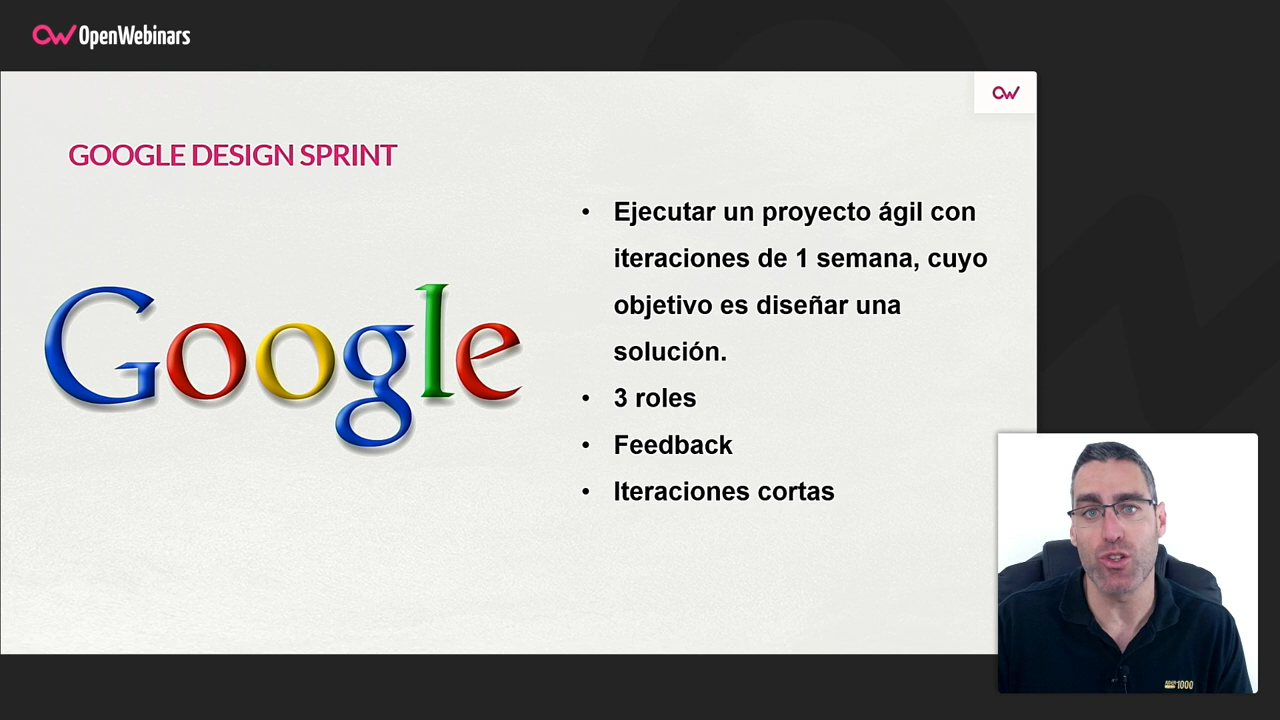 OpenWebinars
GOOGLE DESIGN SPRINT
Google
• Ejecutar un proyecto ágil con
iteraciones de 1 semana, cuyo
objetivo es diseñar una
solución.
• 3 roles
• Feedback
• Iteraciones cortas
1000